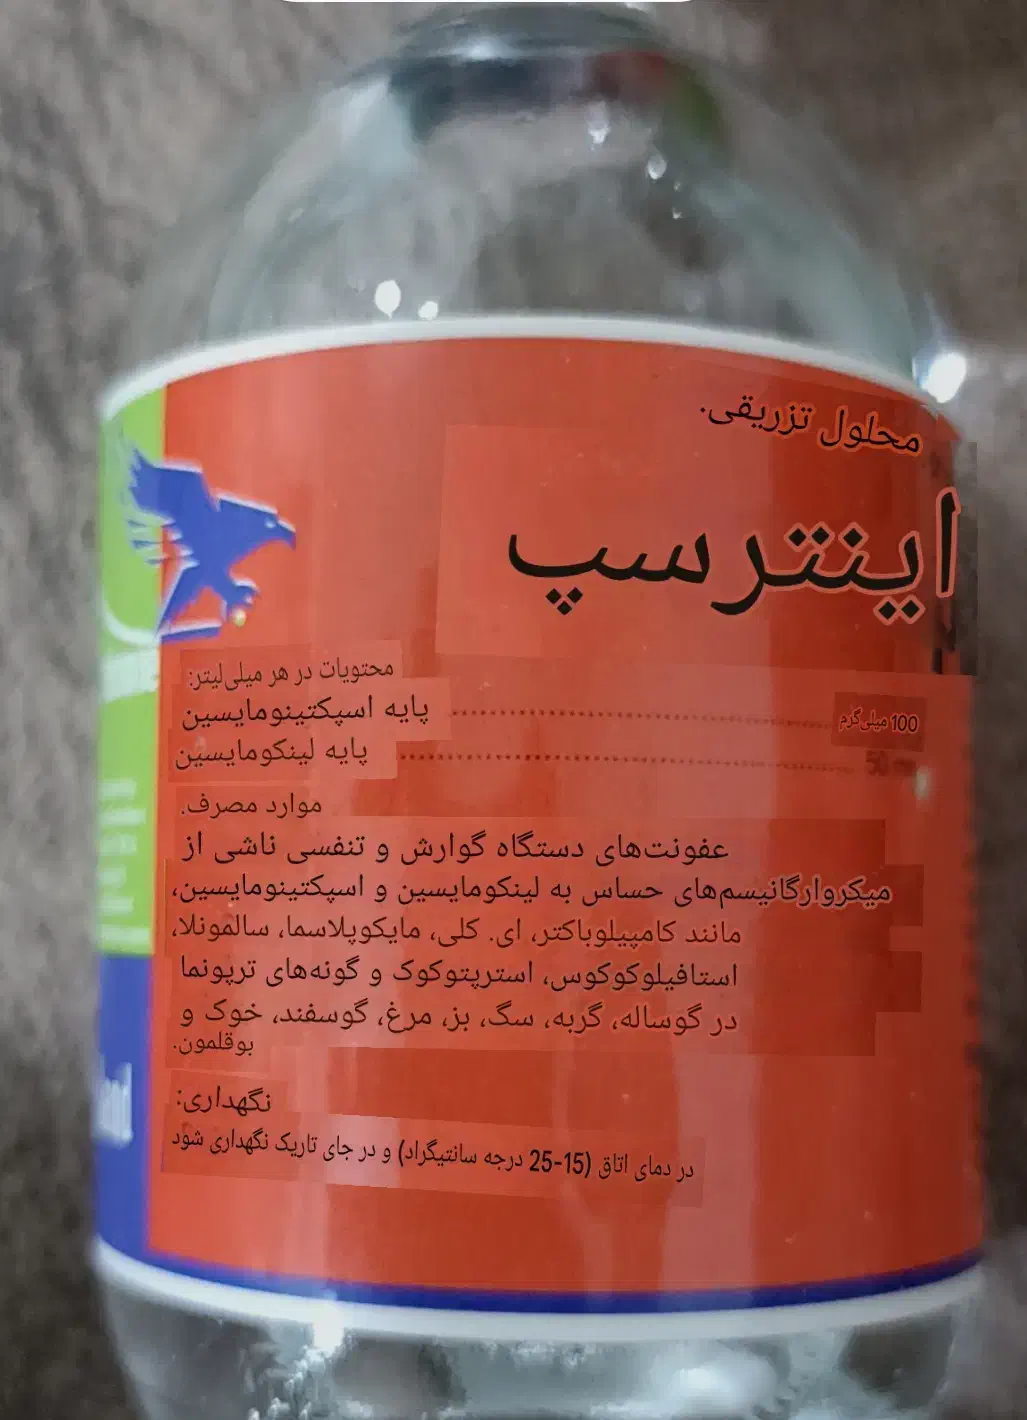 محلول تزریقی.
اینترسپ
محتویات در هر میلی‌لیتر:
پایه اسپکتینومایسین 100 میلی‌گرم
پایه لینکومایسین 50
موارد مصرف.
عفونت‌های دستگاه گوارش و تنفسی ناشی از
میکروارگانیسم‌های حساس به لینکومایسین و اسپکتینومایسین،
مانند کامپیلوباکتر، ای. کلی، مایکوپلاسما، سالمونلا،
استافیلوکوکوس، استرپتوکوک و گونه‌های ترپونما
در گوساله، گربه، سگ، بز، مرغ، گوسفند، خوک و
بوقلمون.
نگهداری:
در دمای اتاق (15-25 درجه سانتیگراد) و در جای تاریک نگهداری شود